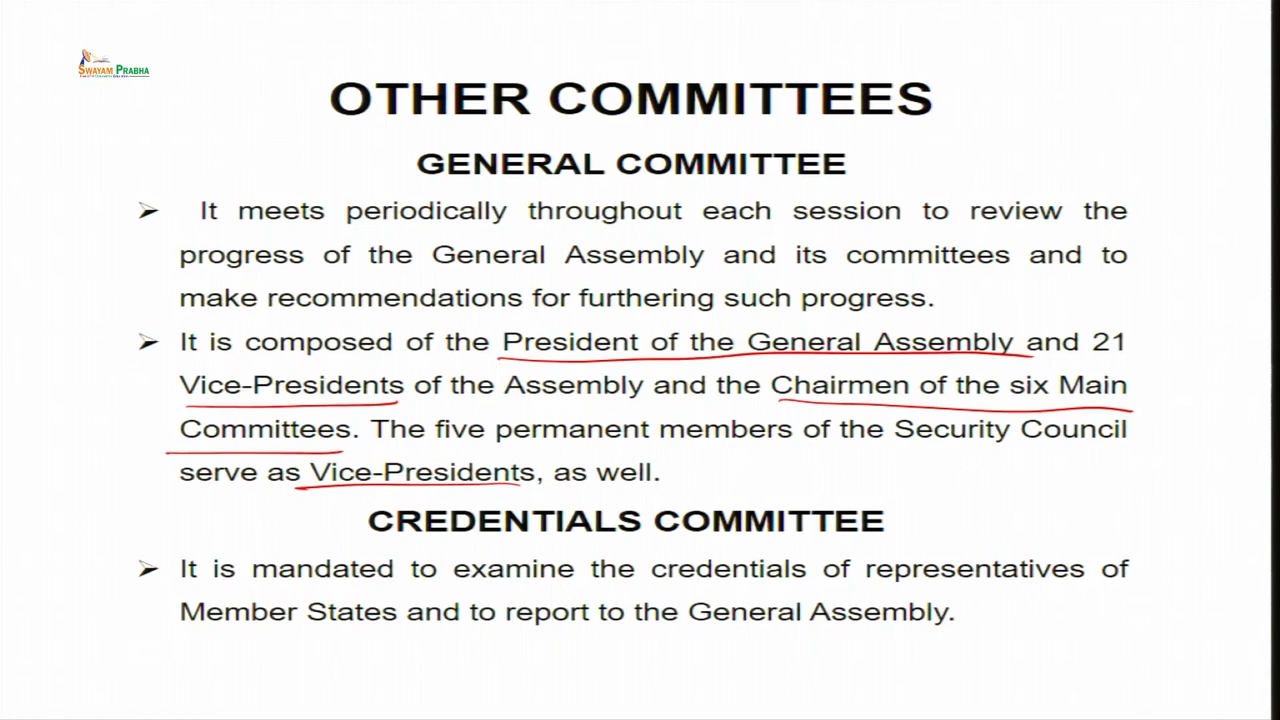 SWAYAM PRABHA
OTHER COMMITTEES
GENERAL COMMITTEE
➢ It meets periodically throughout each session to review the
progress of the General Assembly and its committees and to
make recommendations for furthering such progress.
➢ It is composed of the President of the General Assembly and 21
Vice-Presidents of the Assembly and the Chairmen of the six Main
Committees. The five permanent members of the Security Council
serve as Vice-Presidents, as well.
CREDENTIALS COMMITTEE
➢ It is mandated to examine the credentials of representatives of
Member States and to report to the General Assembly.